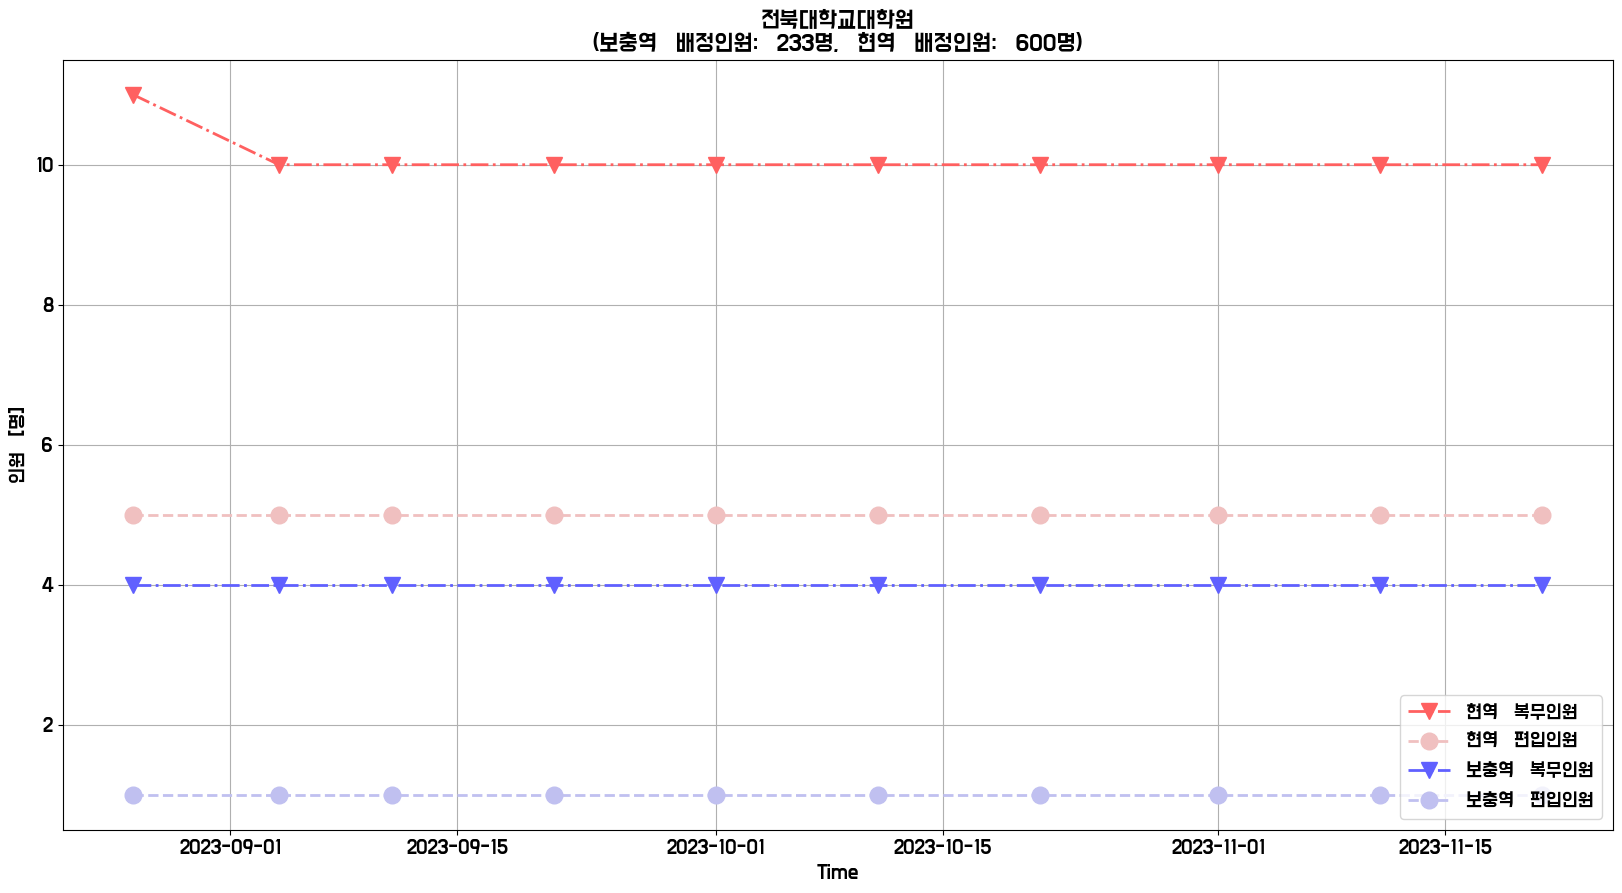 전북대학교대학원
(보충역 배정인원: 233명, 현역 배정인원: 600명)
인원 [명]
10
8
6
4
2
현역 복무인원
현역 편입인원
보충역 복무인원
보충역 편입인원
2023-09-01 2023-09-15 2023-10-01 2023-10-15 2023-11-01 2023-11-15
Time